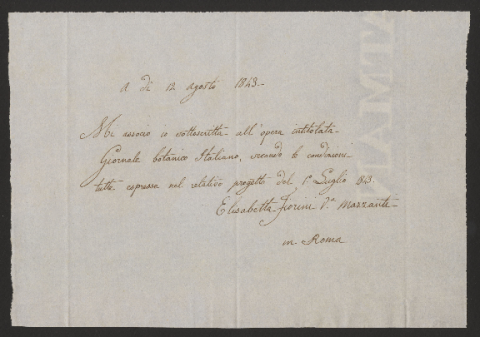 A dì 12 agosto 1843.
Mi associo io sottoscritta all'opera intitolata
Giornale botanico Italiano, secondo le condizioni
tutte espresse nel relativo progetto del 1° Luglio 843.
Elisabetta Fiorini Va Mazzanti
in Roma